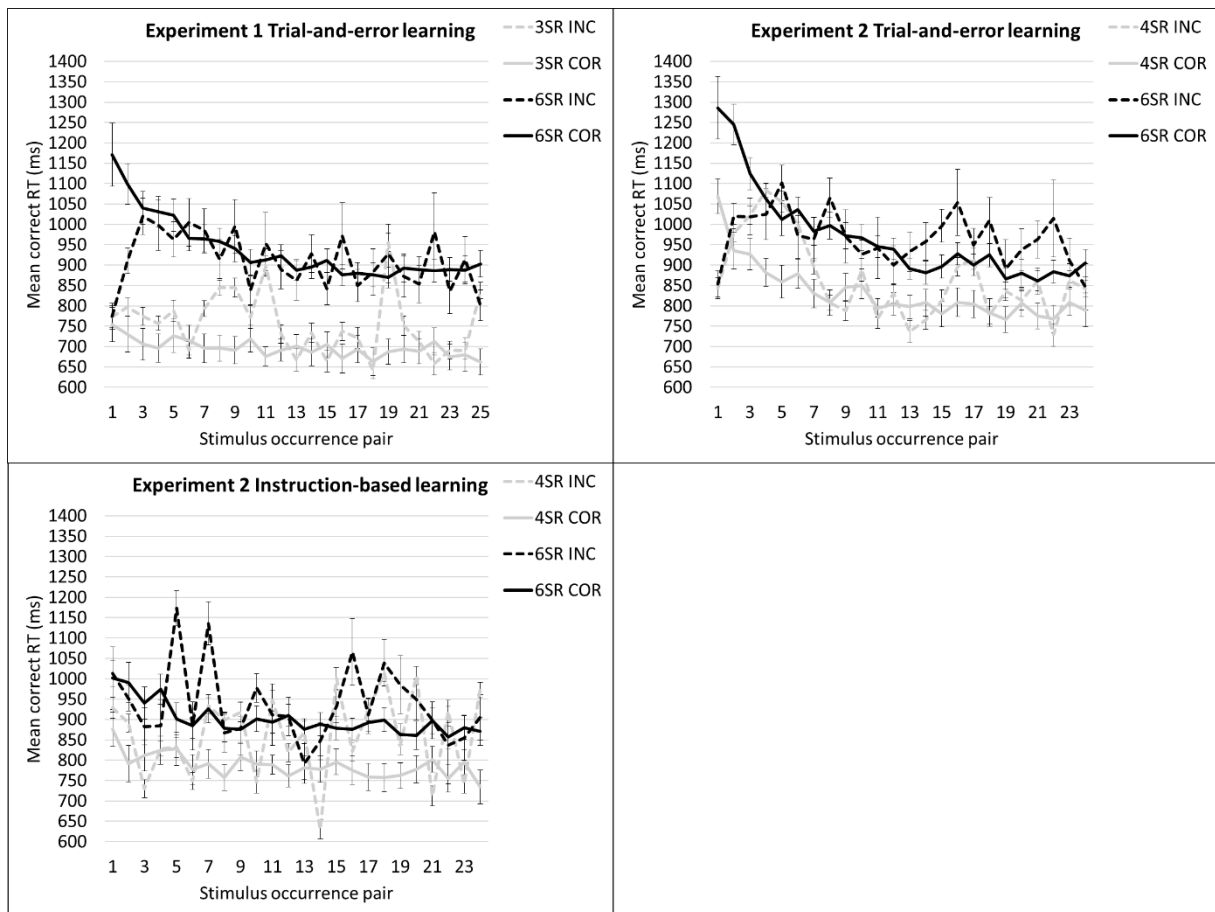 Experiment 1 Trial-and-error learning
3SR INC
3SR COR
6SR INC
6SR COR
Mean correct RT (ms)
1400
1350
1300
1250
1200
1150
1100
1050
1000
950
900
850
800
750
700
650
600
1 3 5 7 9 11 13 15 17 19 21 23 25
Stimulus occurrence pair
Experiment 2 Trial-and-error learning
4SR INC
4SR COR
6SR INC
6SR COR
Mean correct RT (ms)
1400
1350
1300
1250
1200
1150
1100
1050
1000
950
900
850
800
750
700
650
600
1 3 5 7 9 11 13 15 17 19 21 23
Stimulus occurrence pair
Experiment 2 Instruction-based learning
4SR INC
4SR COR
6SR INC
6SR COR
Mean correct RT (ms)
1400
1350
1300
1250
1200
1150
1100
1050
1000
950
900
850
800
750
700
650
600
1 3 5 7 9 11 13 15 17 19 21 23
Stimulus occurrence pair